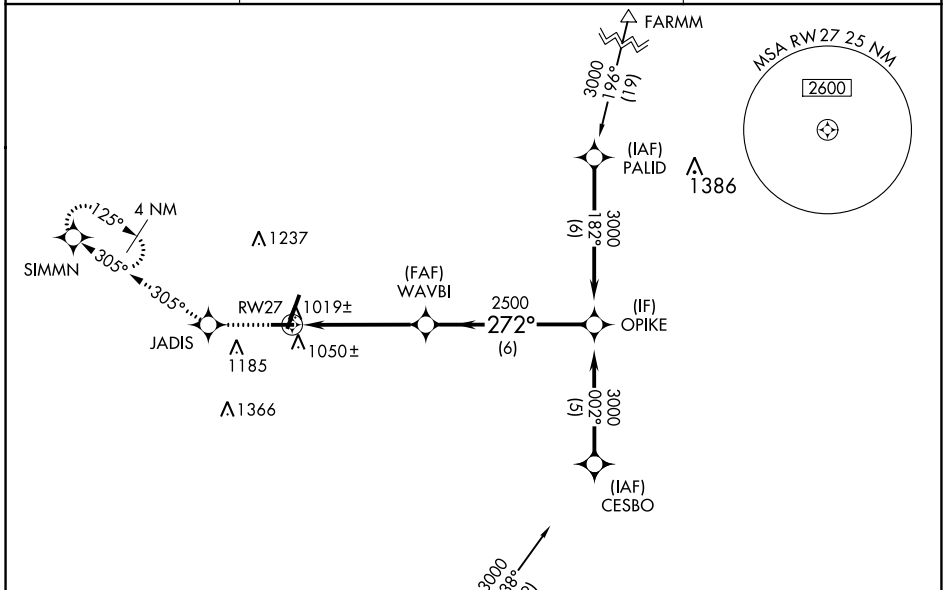 FARMM
MSA RW27 25 NM
2600
3000
196°
(19)
(IAF)
PALID
1386
3000
182°
(6)
125°
4 NM
SIMMN
305°
305°
1237
(FAF)
WAVBI
RW27
1019±
2500
272°
(6)
(IF)
OPIKE
JADIS
1185
1050±
1366
3000
002°
(5)
(IAF)
CESBO
3000